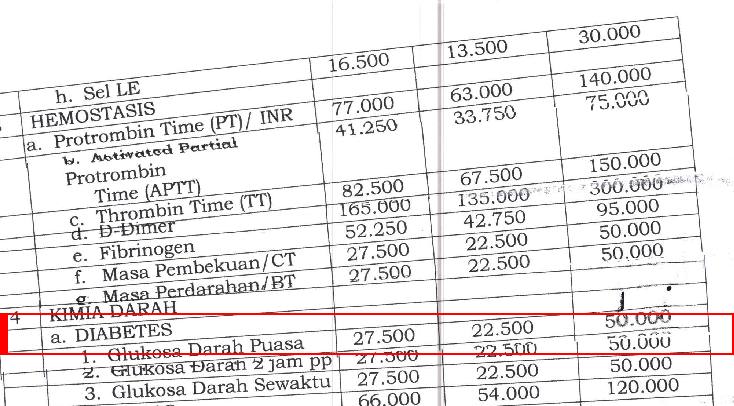 h. Sel LE 16.500 13.500 30.000
HEMOSTASIS
a. Protrombin Time (PT)/ INR 77.000 63.000 140.000
b. Activated Partial 41.250 33.750 75.000
Protrombin
Time (APTT)
c. Thrombin Time (TT) 82.500 67.500 150.000
d. D-Dimer 165.000 135.000 300.000
e. Fibrinogen 52.250 42.750 95.000
f. Masa Pembekuan/CT 27.500 22.500 50.000
g. Masa Perdarahan/BT 27.500 22.500 50.000
4 KIMIA DARAH
a. DIABETES
1. Glukosa Darah Puasa 27.500 22.500 50.000
2. Glukosa Darah 2 jam pp 27.500 22.500 50.000
3. Glukosa Darah Sewaktu 27.500 22.500 50.000
66.000 54.000 120.000